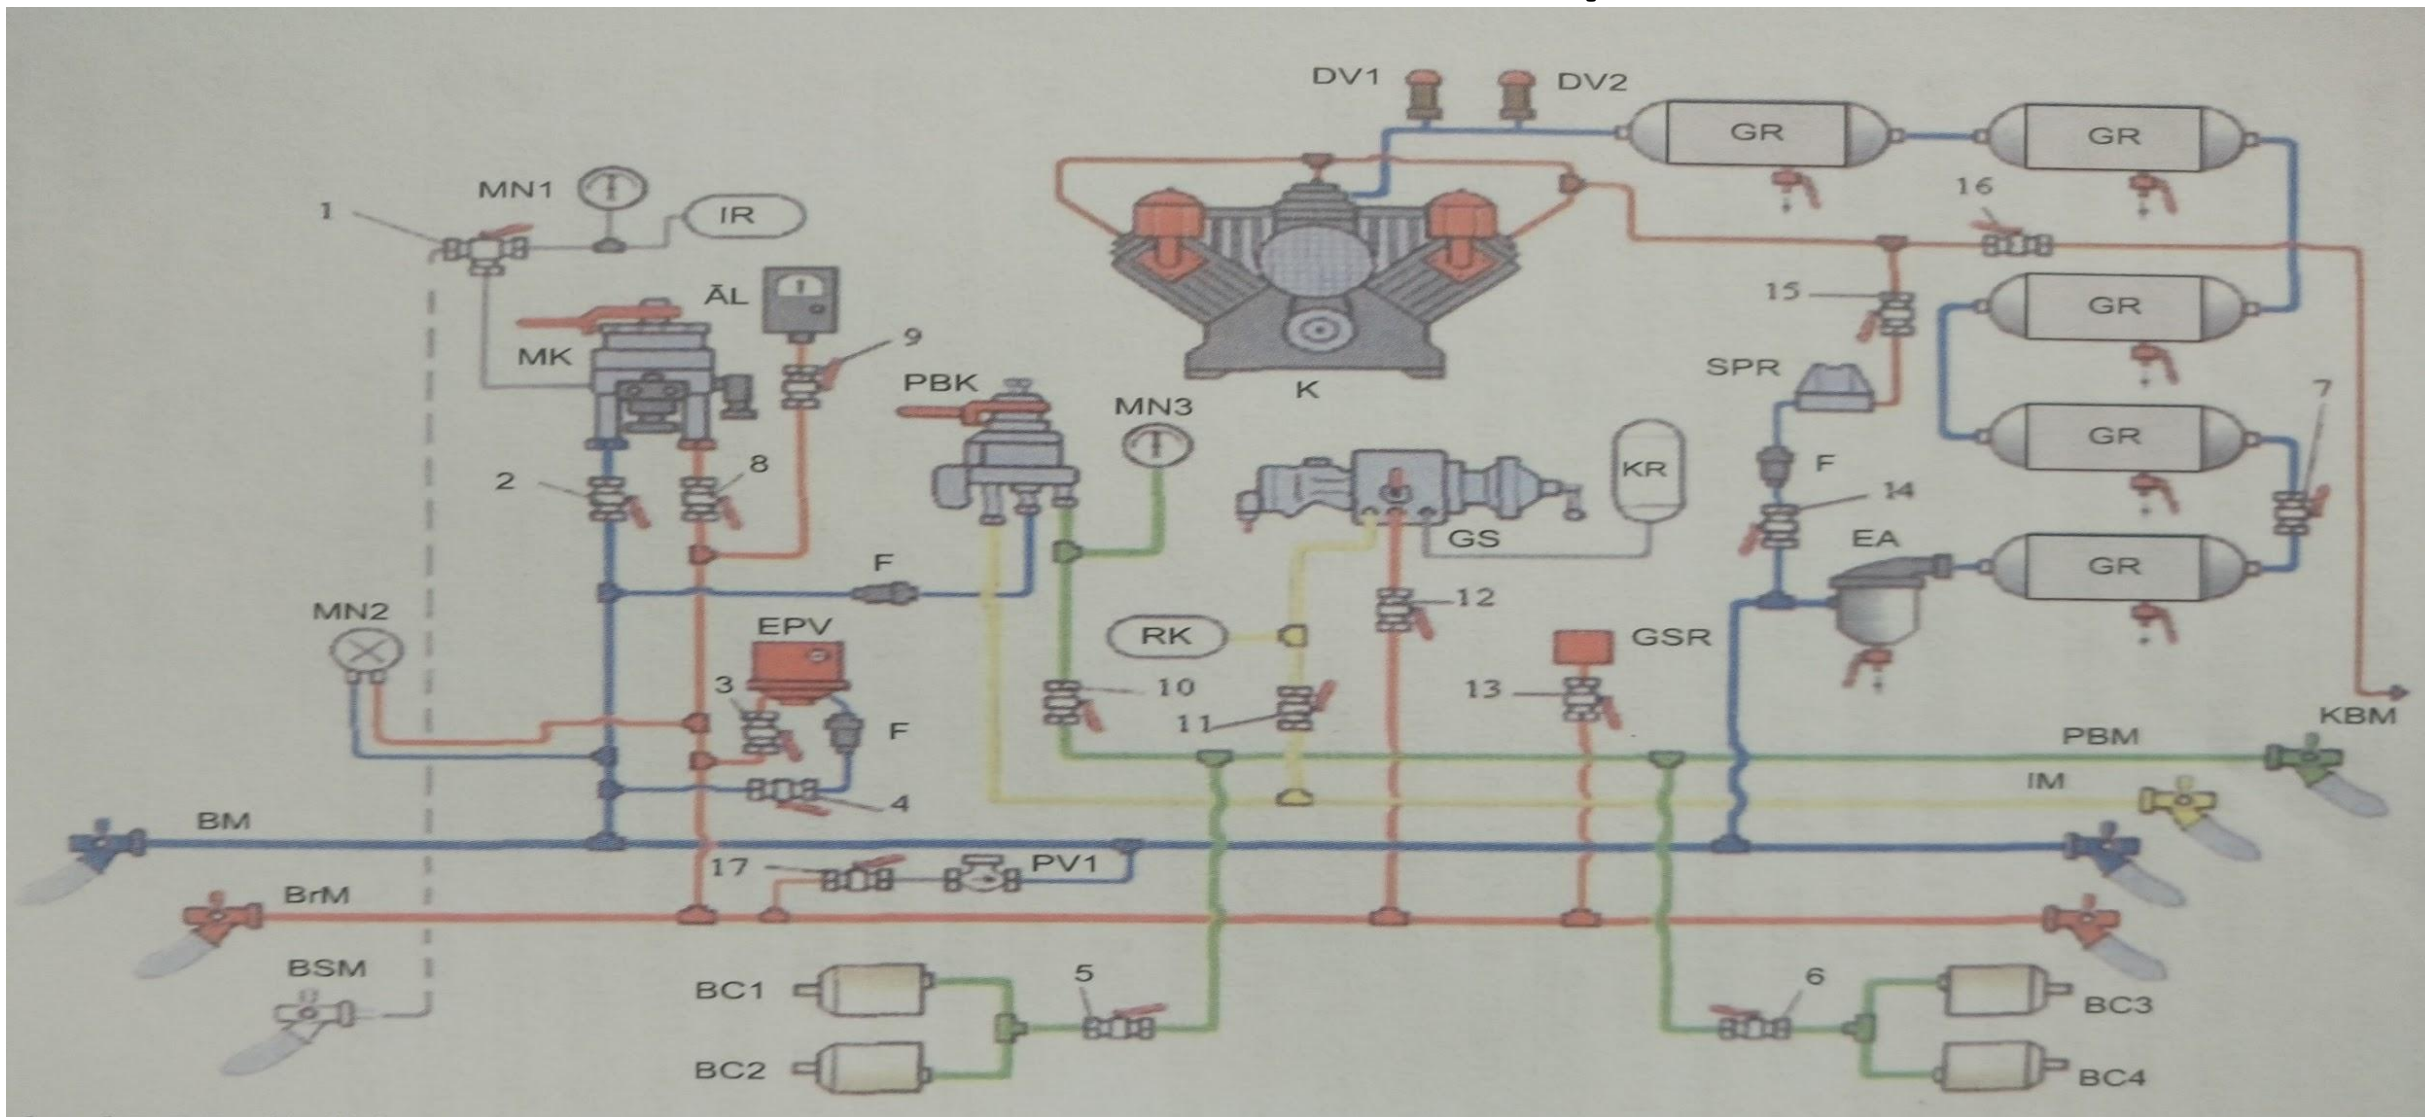 DV1
DV2
GR
GR
16
MN1
IR
1
ĀL
15
GR
MK
9
PBK
SPR
MN3
K
7
2
8
KR
F
14
GR
GS
EA
F
12
GR
MN2
EPV
RK
GSR
3
10
13
F
11
KBM
PBM
IM
4
BM
17
PV1
BrM
BSM
BC1
5
6
BC3
BC2
BC4